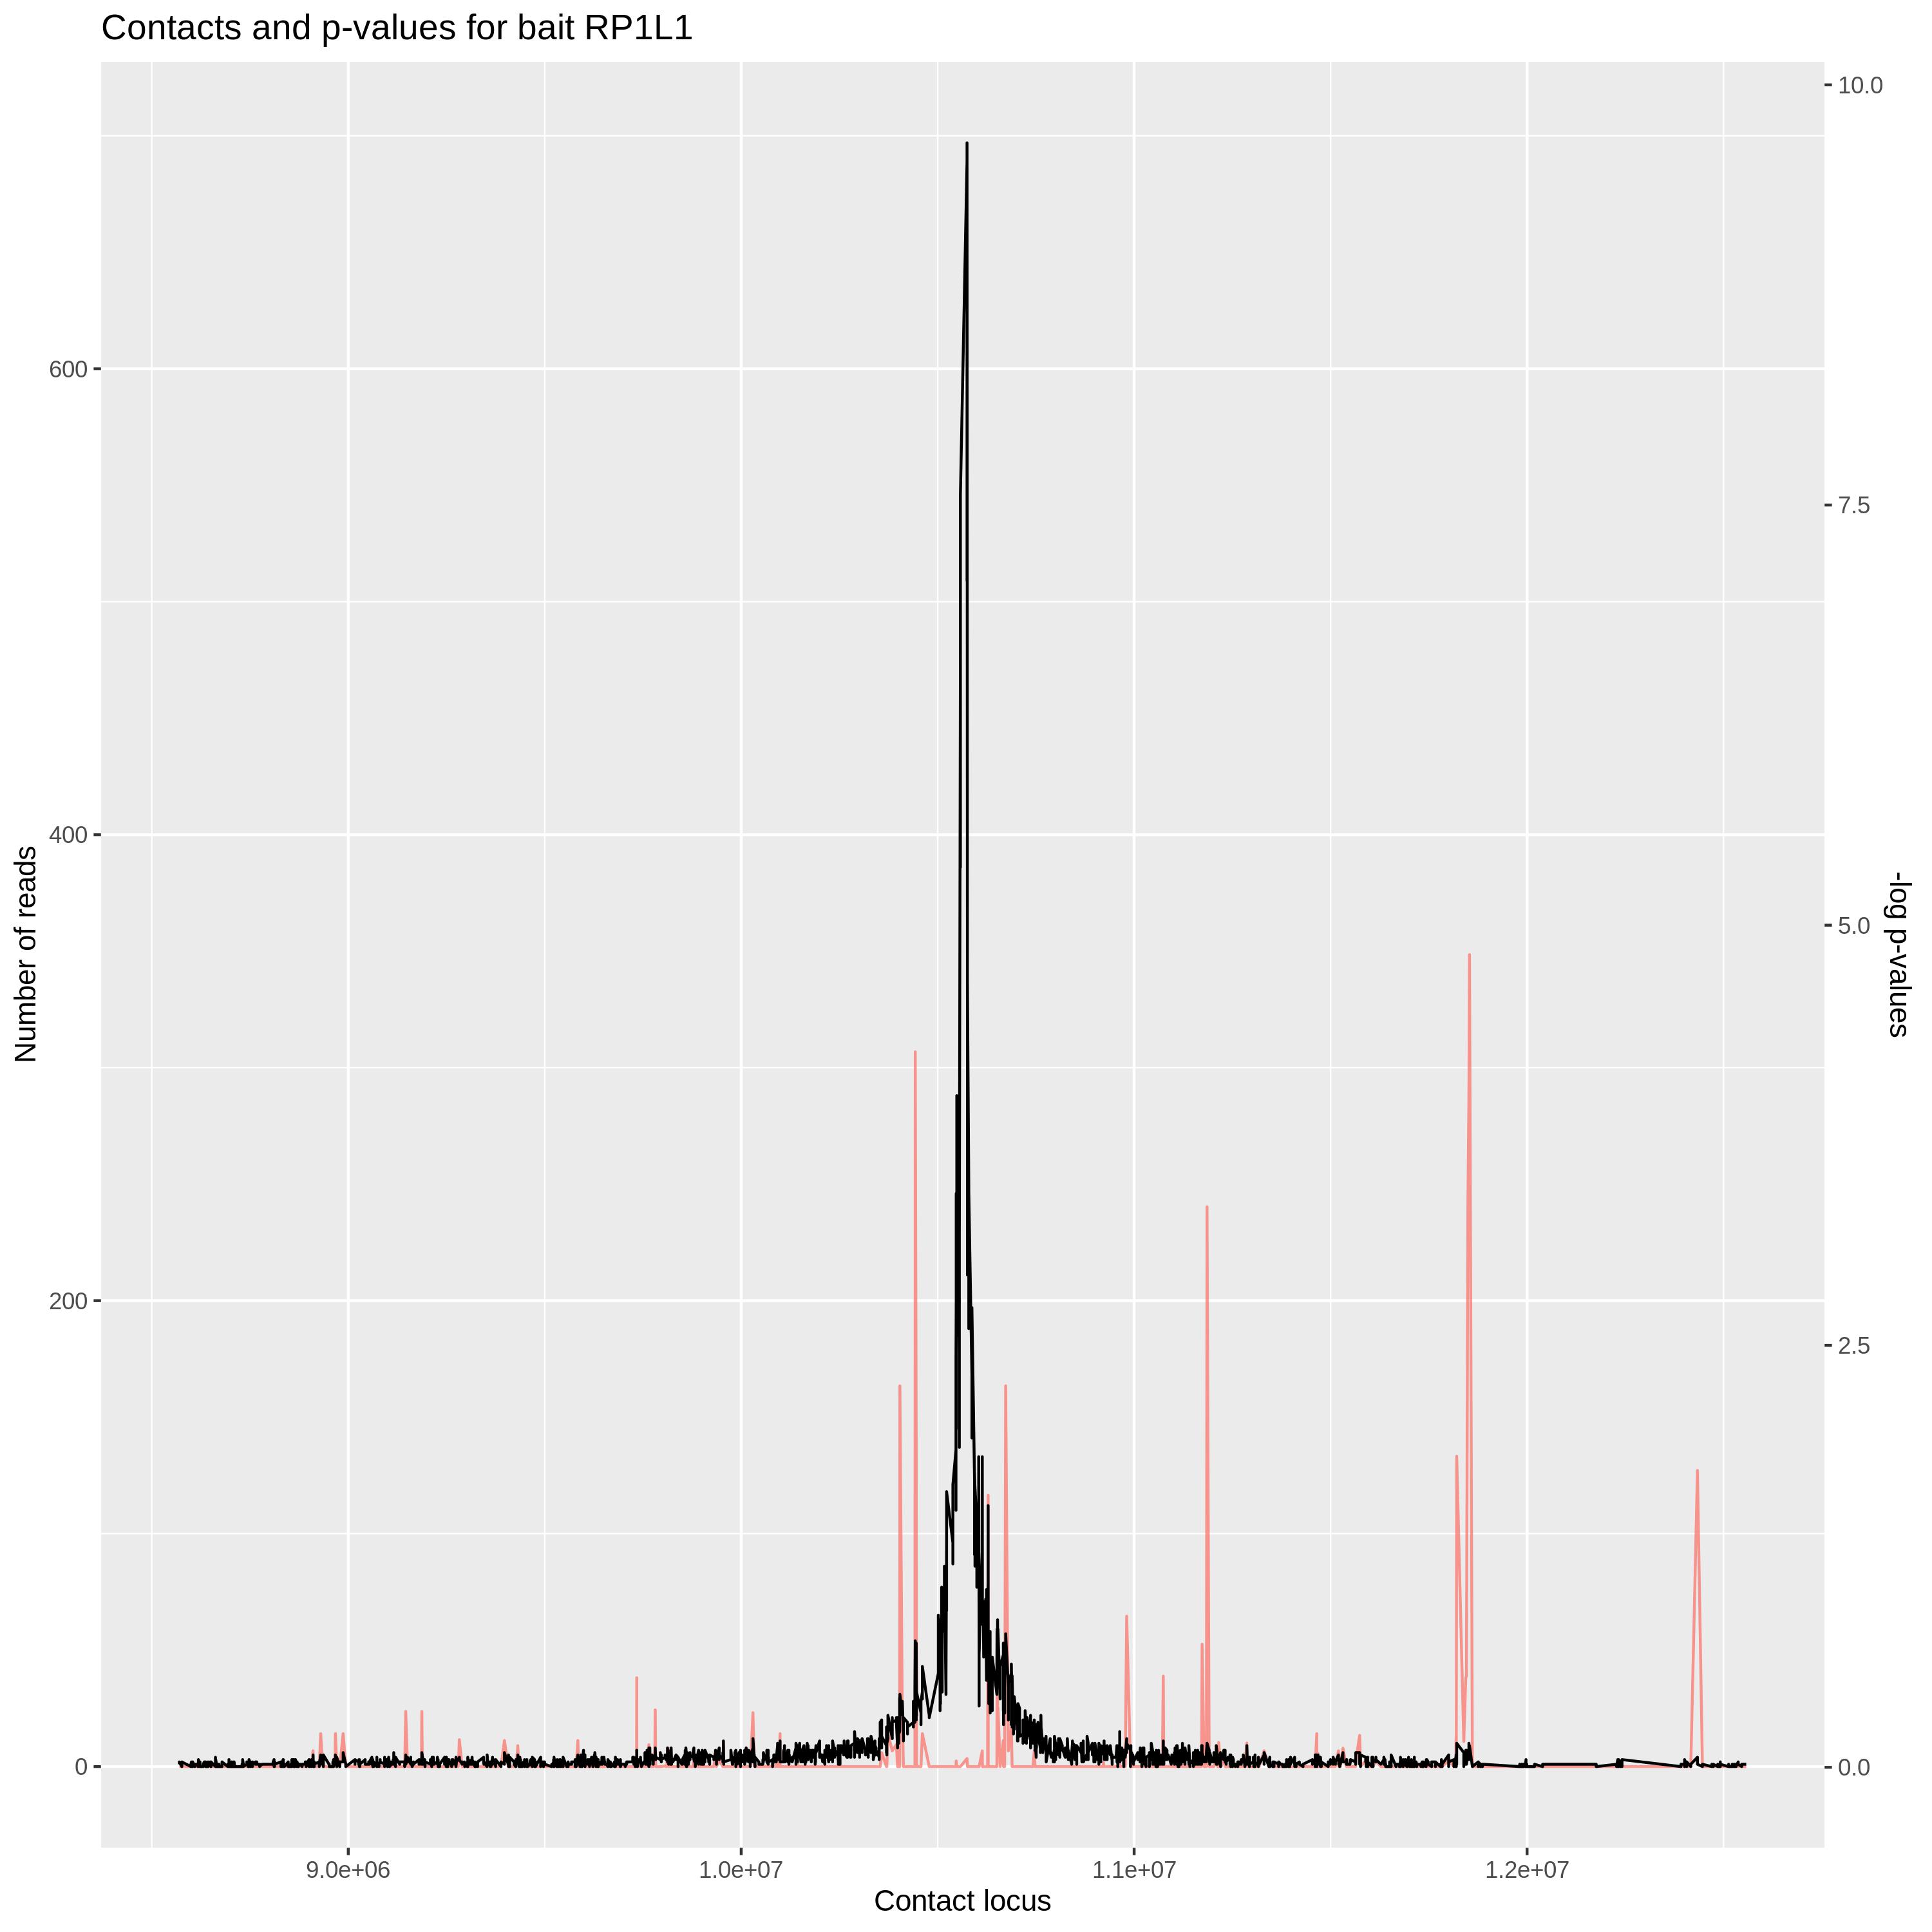 Contacts and p-values for bait RP1L1
10.0
7.5
5.0
2.5
0.0
600
400
200
0
Number of reads
-log p-values
9.0e+06
1.0e+07
1.1e+07
1.2e+07
Contact locus